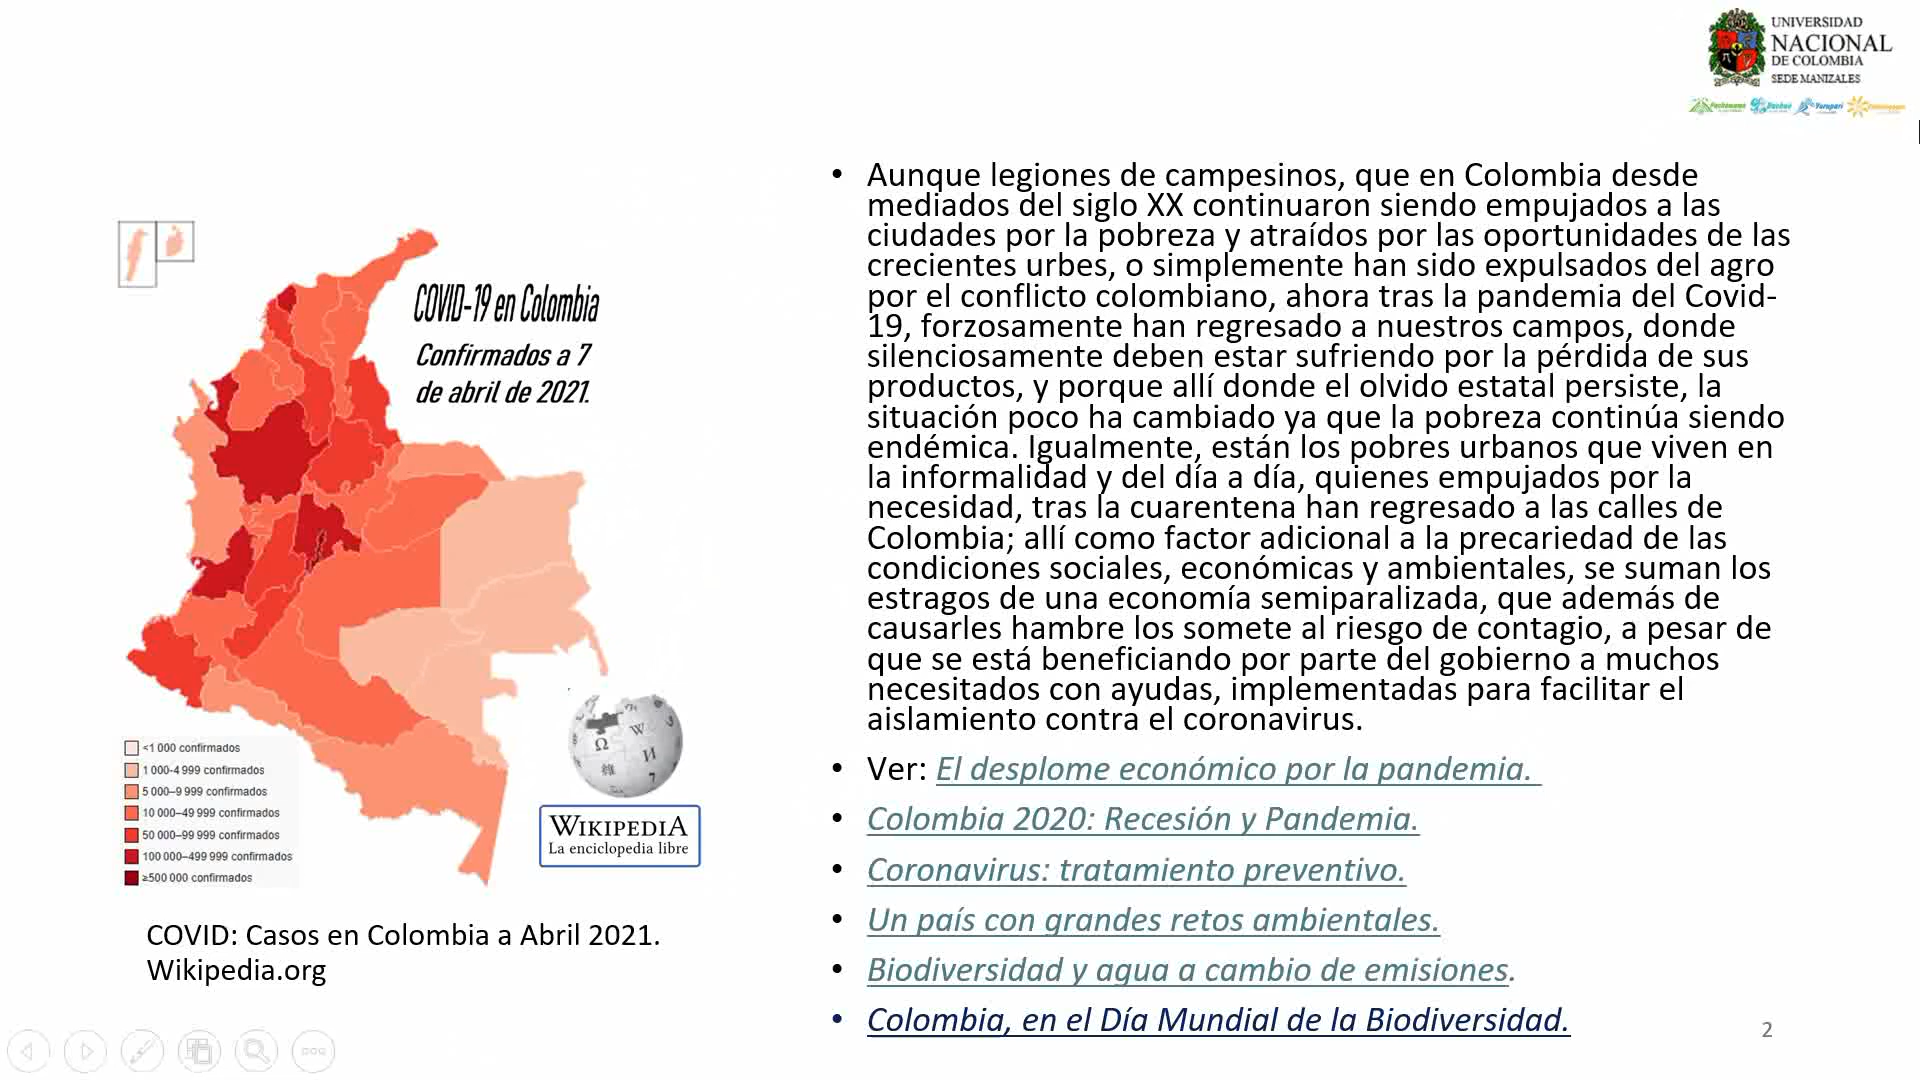 UNIVERSIDAD
NACIONAL
DE COLOMBIA
SEDE MANIZALES
COVID-19 en Colombia
Confirmados a 7
de abril de 2021.
<1 000 confirmados
1 000-4 999 confirmados
5 000–9 999 confirmados
10 000–49 999 confirmados
50 000–99 999 confirmados
100 000–499 999 confirmados
≥500 000 confirmados
WIKIPEDIA
La enciclopedia libre
COVID: Casos en Colombia a Abril 2021.
Wikipedia.org
• Aunque legiones de campesinos, que en Colombia desde
mediados del siglo XX continuaron siendo empujados a las
ciudades por la pobreza y atraídos por las oportunidades de las
crecientes urbes, o simplemente han sido expulsados del agro
por el conflicto colombiano, ahora tras la pandemia del Covid-
19, forzosamente han regresado a nuestros campos, donde
silenciosamente deben estar sufriendo por la pérdida de sus
productos, y porque allí donde el olvido estatal persiste, la
situación poco ha cambiado ya que la pobreza continúa siendo
endémica. Igualmente, están los pobres urbanos que viven en
la informalidad y del día a día, quienes empujados por la
necesidad, tras la cuarentena han regresado a las calles de
Colombia; allí como factor adicional a la precariedad de las
condiciones sociales, económicas y ambientales, se suman los
estragos de una economía semiparalizada, que además de
causarles hambre los somete al riesgo de contagio, a pesar de
que se está beneficiando por parte del gobierno a muchos
necesitados con ayudas, implementadas para facilitar el
aislamiento contra el coronavirus.
• Ver: El desplome económico por la pandemia.
• Colombia 2020: Recesión y Pandemia.
• Coronavirus: tratamiento preventivo.
• Un país con grandes retos ambientales.
• Biodiversidad y agua a cambio de emisiones.
• Colombia, en el Día Mundial de la Biodiversidad.
2